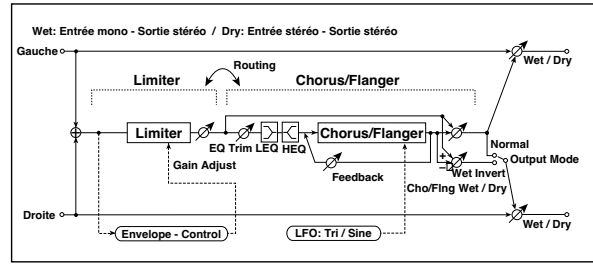 Wet: Entrée mono - Sortie stéréo / Dry: Entrée stéréo - Sortie stéréo
Gauche
Wet / Dry
Routing
Limiter
Chorus/Flanger
Limiter
EQ Trim
LEQ
HEQ
Chorus/Flanger
Normal
Output Mode
Gain Adjust
+
−
Wet Invert
Feedback
Cho/Flng Wet / Dry
Droite
Wet / Dry
Envelope - Control
LFO: Tri / Sine